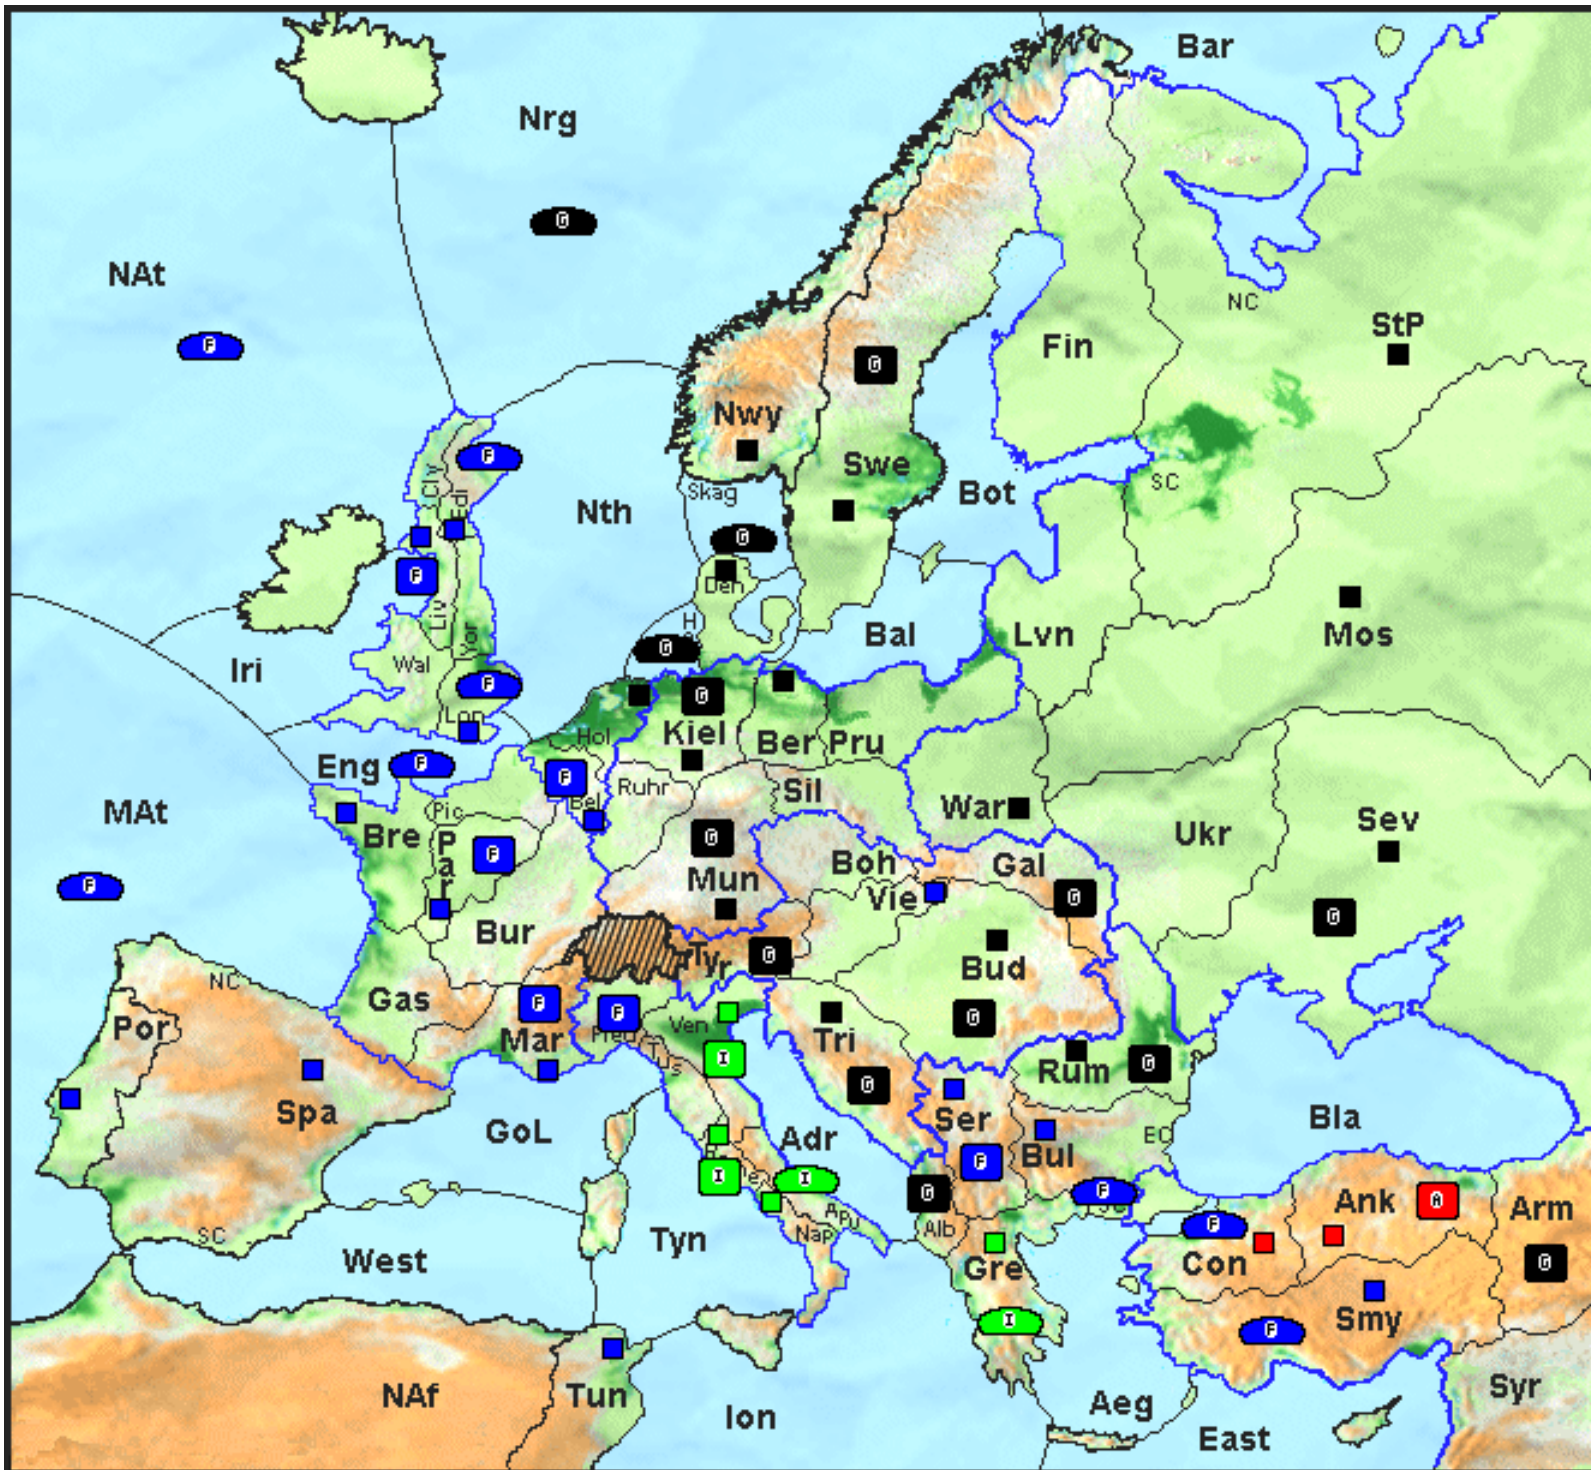 Bar
Nrg
G
NAt
NC
StP
F
Fin
G
Nwy
F
Swe
Cly
Edl
Skag
SC
Bot
Nth
G
F
Den
Liv
Yor
H
Bal
Lvn
Mos
Iri
Wal
G
F
G
Lon
Hol
Kiel
Ber
Pru
Eng
F
F
Ruhr
Sil
MAt
Pic
Bel
War
Sev
Bre
Par
F
G
Ukr
Boh
Gal
F
Mun
Vie
G
G
Bur
Tyr
G
Bud
NC
Gas
F
F
G
Por
Mar
Pied
Ven
Tri
Tus
I
Rum
G
G
Spa
GoL
Ser
Bla
Adr
EC
Bul
F
I
I
G
F
Ank
A
Arm
Apu
Nap
Alb
F
SC
Tyn
West
Gre
Con
G
I
F
Smy
NAf
Tun
Ion
Aeg
Syr
East